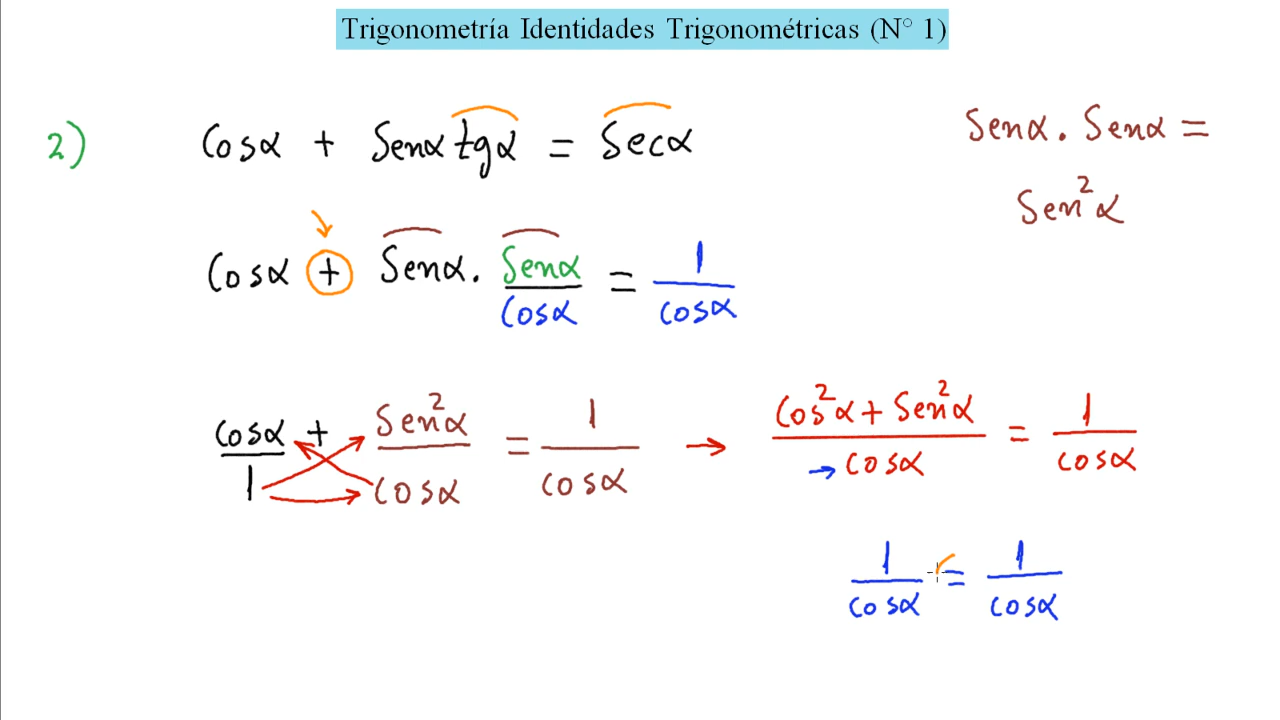 Trigonometría Identidades Trigonométricas (N° 1)
2) Cosα + Senα tgα = Secα
Senα . Senα =
Sen²α
Cosα + Senα . Senα/Cosα = 1/Cosα
Cosα/1 + Sen²α/Cosα = 1/Cosα → Cos²α + Sen²α/Cosα = 1/Cosα
1/Cosα = 1/Cosα